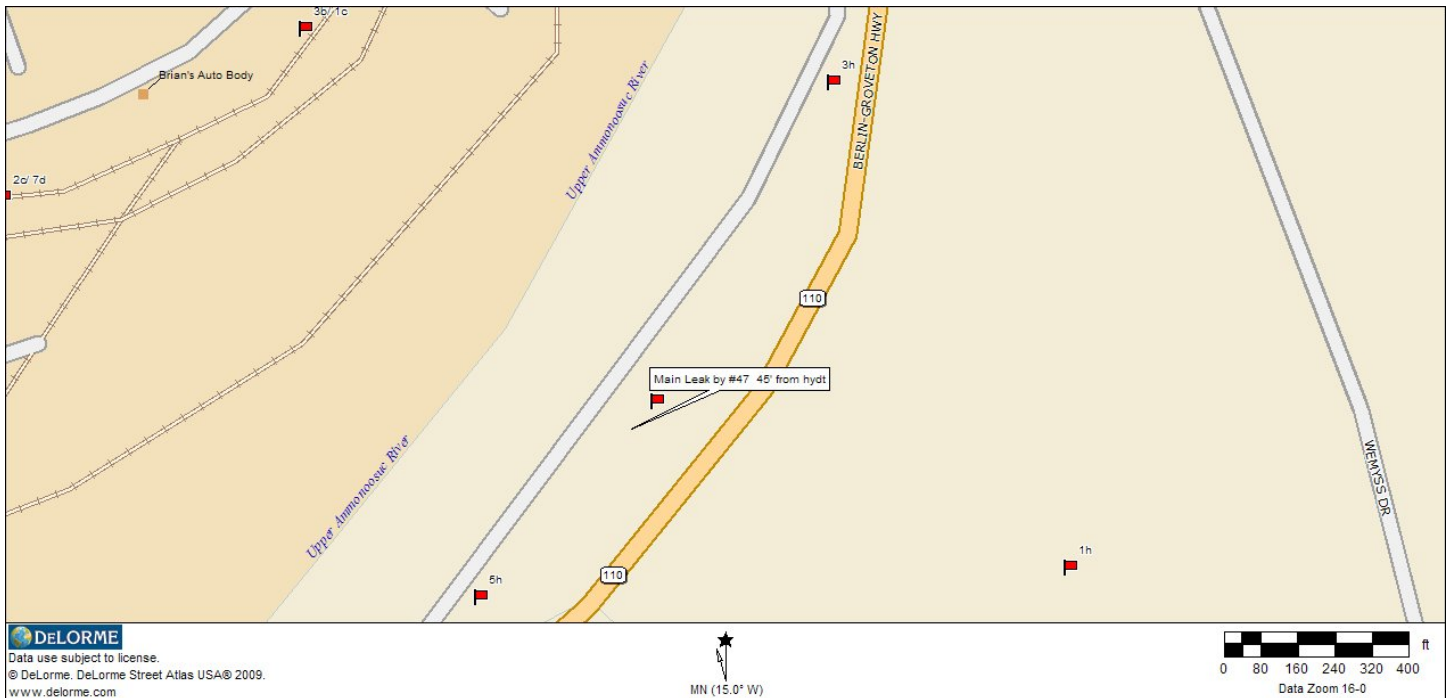 3b/ 1c
Brian's Auto Body
3h
Upper Ammonoosuc River
BERLIN-GROVETON HWY
2c/ 7d
110
Main Leak by #47 45' from hydt
Upper Ammonoosuc River
WEMYSS DR
1h
110
5h
DELORME
Data use subject to license.
© DeLorme. DeLorme Street Atlas USA® 2009.
www.delorme.com
MN (15.0° W)
ft
0 80 160 240 320 400
Data Zoom 16-0